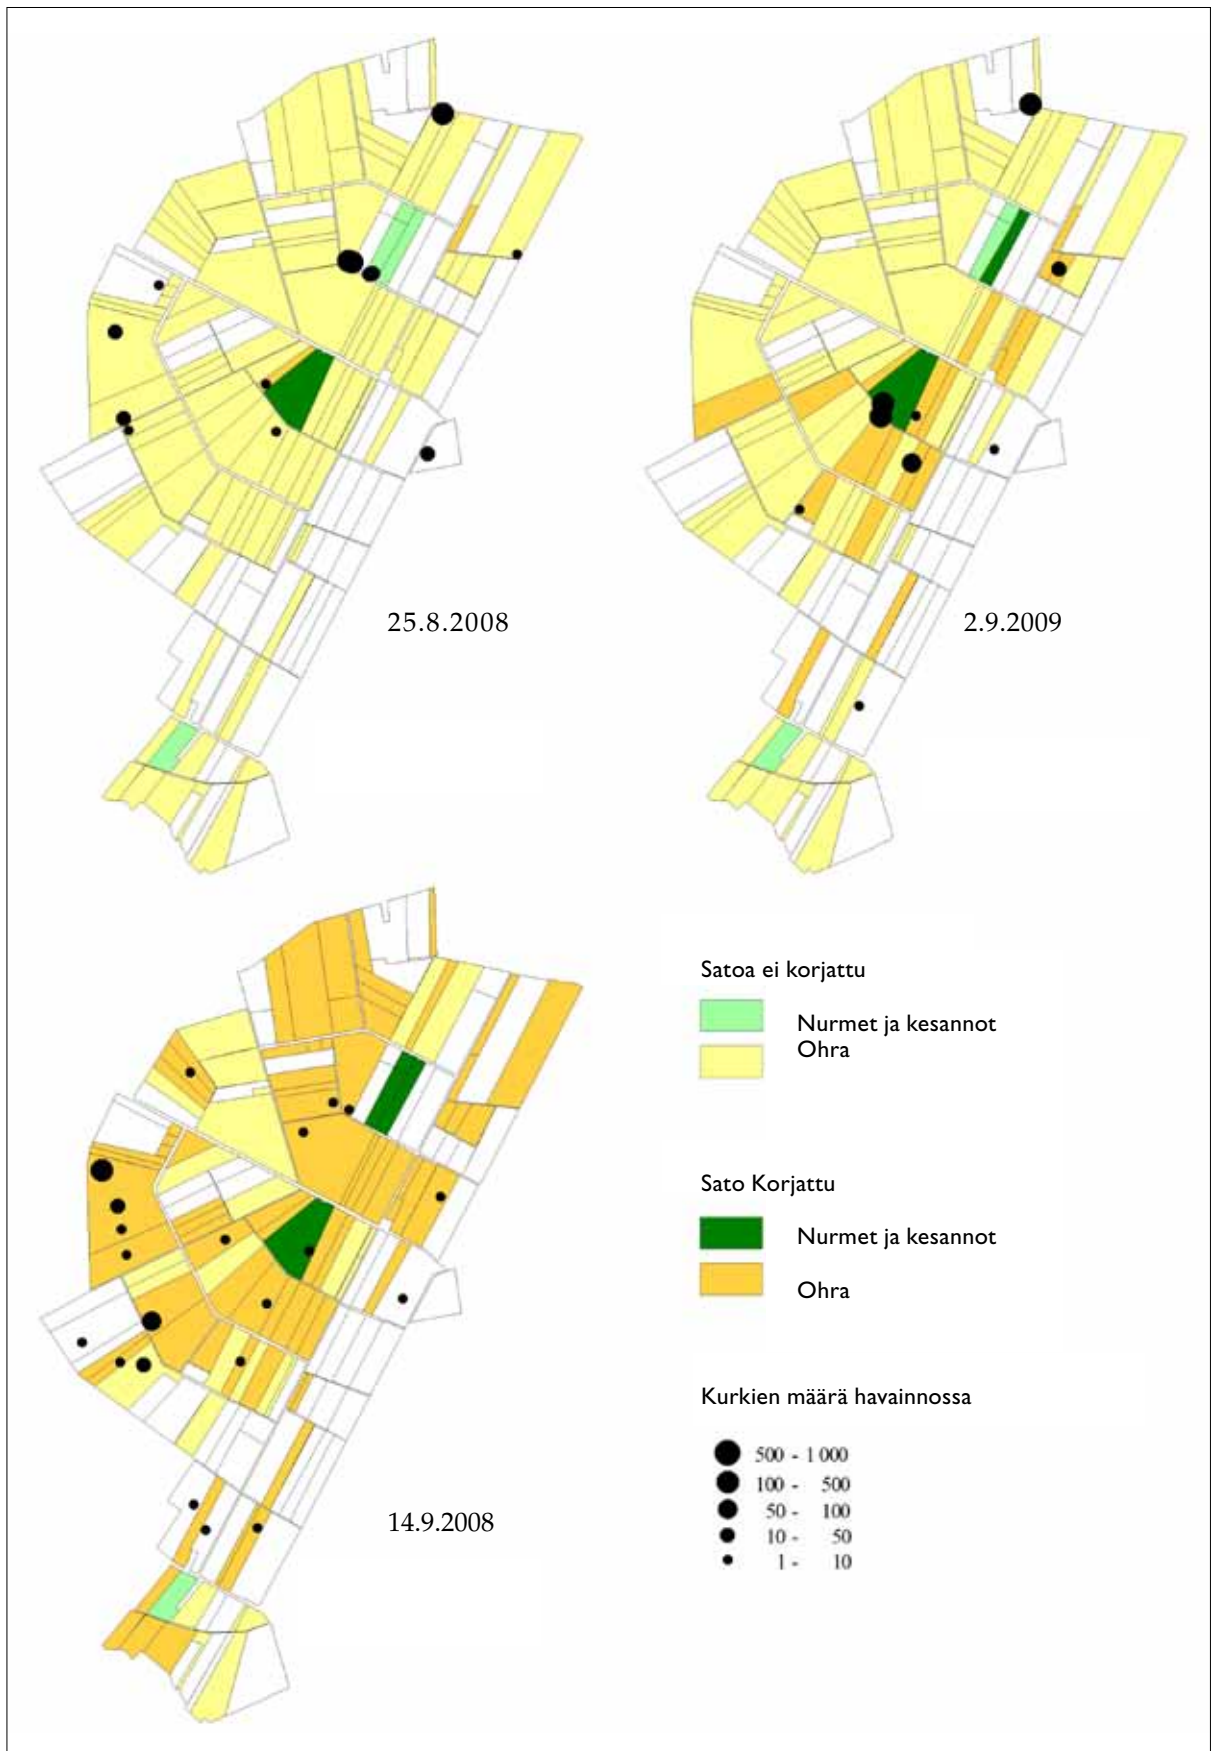 25.8.2008
2.9.2009
14.9.2008
Satoa ei korjattu
Nurmet ja kesannot
Ohra
Sato Korjattu
Nurmet ja kesannot
Ohra
Kurkien määrä havainnossa
500 - 1 000
100 - 500
50 - 100
10 - 50
1 - 10